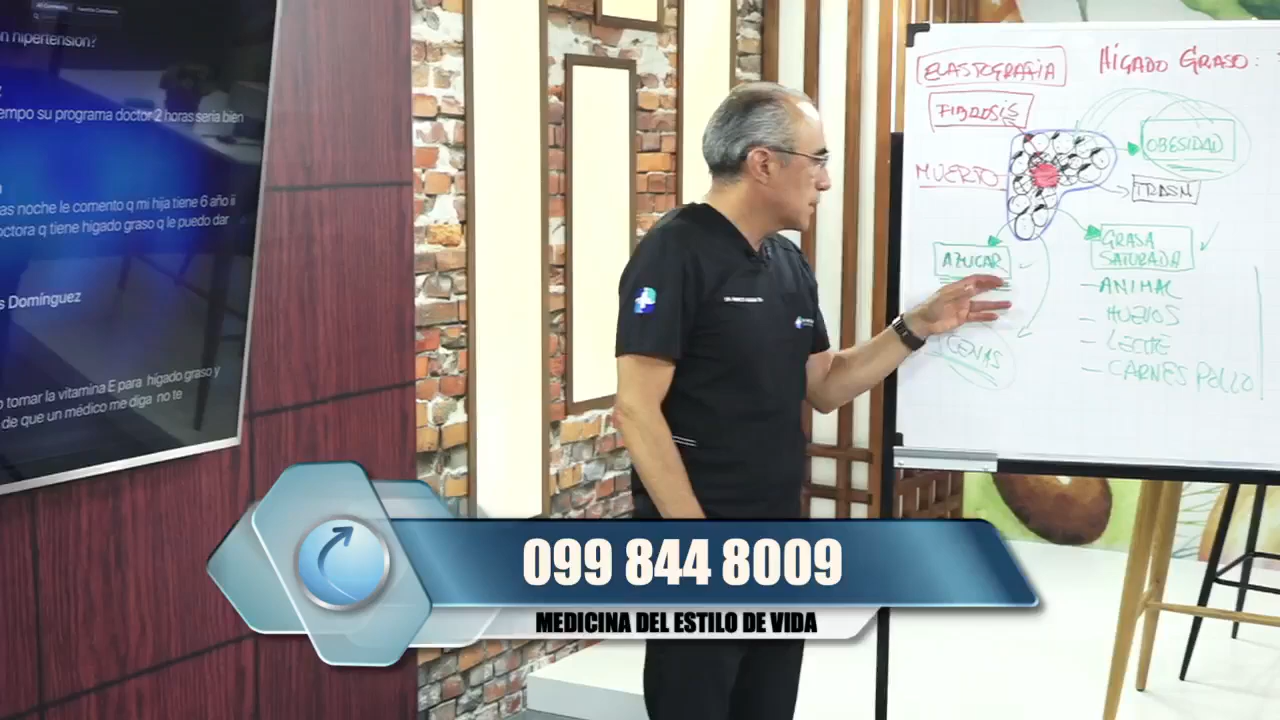 n hipertension?
empo su programa doctor 2 horas seria bien
as noche le comento q mi hija tiene 6 año ii
octora q tiene hígado graso q le puedo dar
s Domínguez
o tomar la vitamina E para hígado graso y
de que un médico me diga no te
ELASTOGRAFIA
HIGADO GRASO:
FIBROSIS
OBESIDAD
MUERTO
AZUCAR
GRASA
SATURADA
- ANIMAL
- HUEVOS
- LECHE
- CARNES POLLO
CENAS
099 844 8009
MEDICINA DEL ESTILO DE VIDA